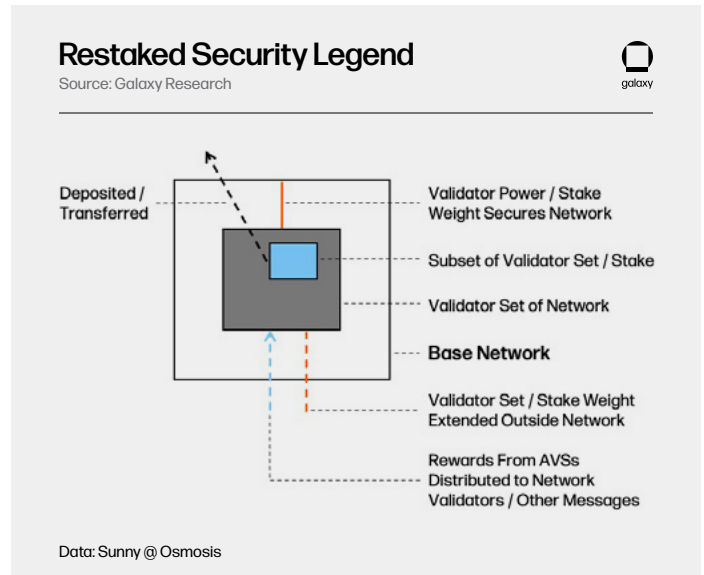 Restaked Security Legend
Source: Galaxy Research
galaxy
Deposited /
Transferred
Validator Power / Stake
Weight Secures Network
Subset of Validator Set / Stake
Validator Set of Network
Base Network
Validator Set / Stake Weight
Extended Outside Network
Rewards From AVSs
Distributed to Network
Validators / Other Messages
Data: Sunny @ Osmosis